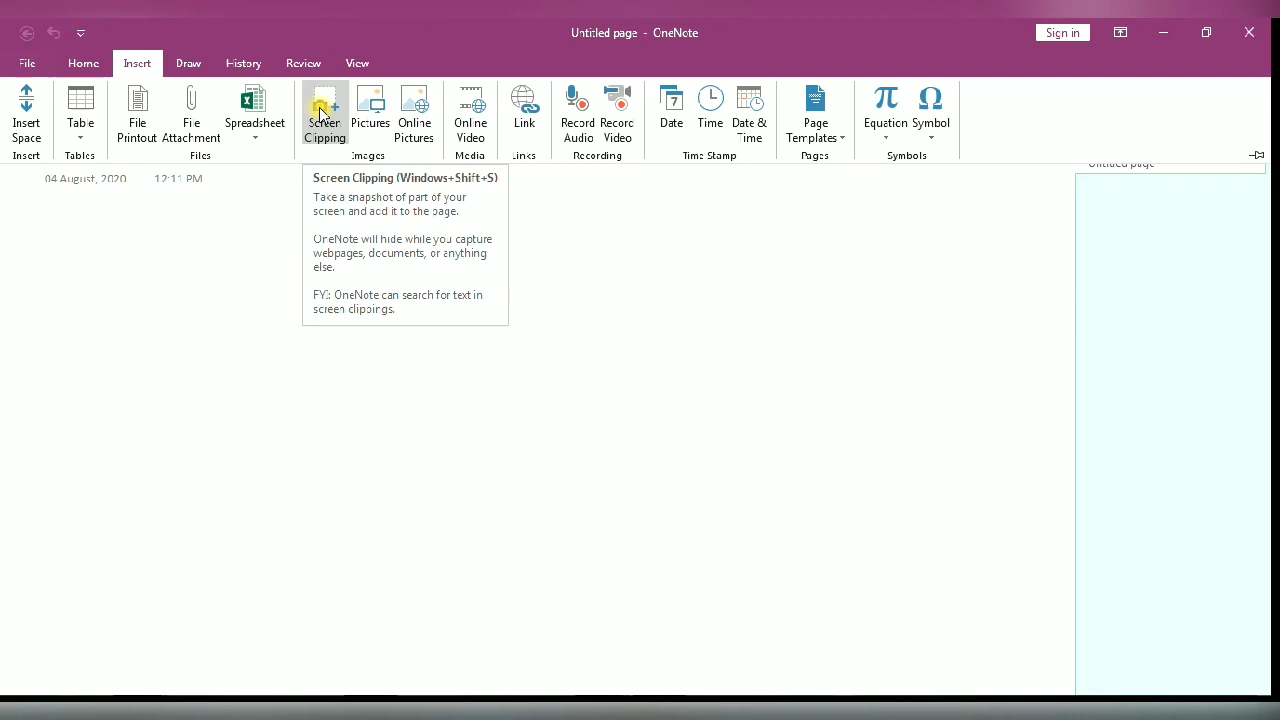 Untitled page - OneNote
Sign in
File Home Insert Draw History Review View
Insert Space
Table
File Printout
File Attachment
Spreadsheet
Screen Clipping
Pictures
Online Pictures
Online Video
Link
Record Audio
Record Video
Date
Time
Date & Time
Page Templates
Equation
Symbol
Insert Tables Files Images Media Links Recording Time Stamp Pages Symbols
Untitled page
04 August, 2020 12:11 PM
Screen Clipping (Windows+Shift+S)
Take a snapshot of part of your
screen and add it to the page.
OneNote will hide while you capture
webpages, documents, or anything
else.
FYI: OneNote can search for text in
screen clippings.